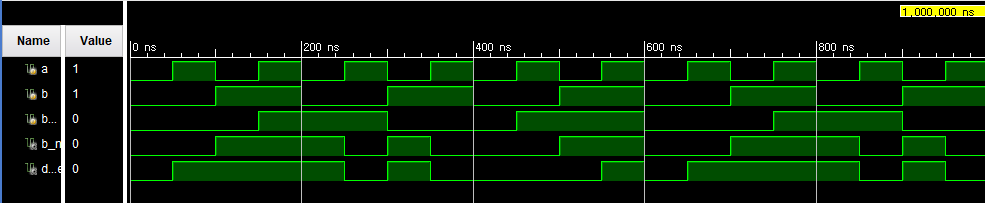 1,000,000 ns
Name Value
0 ns 200 ns 400 ns 600 ns 800 ns
a 1
b 1
b... 0
b_n 0
d...e 0